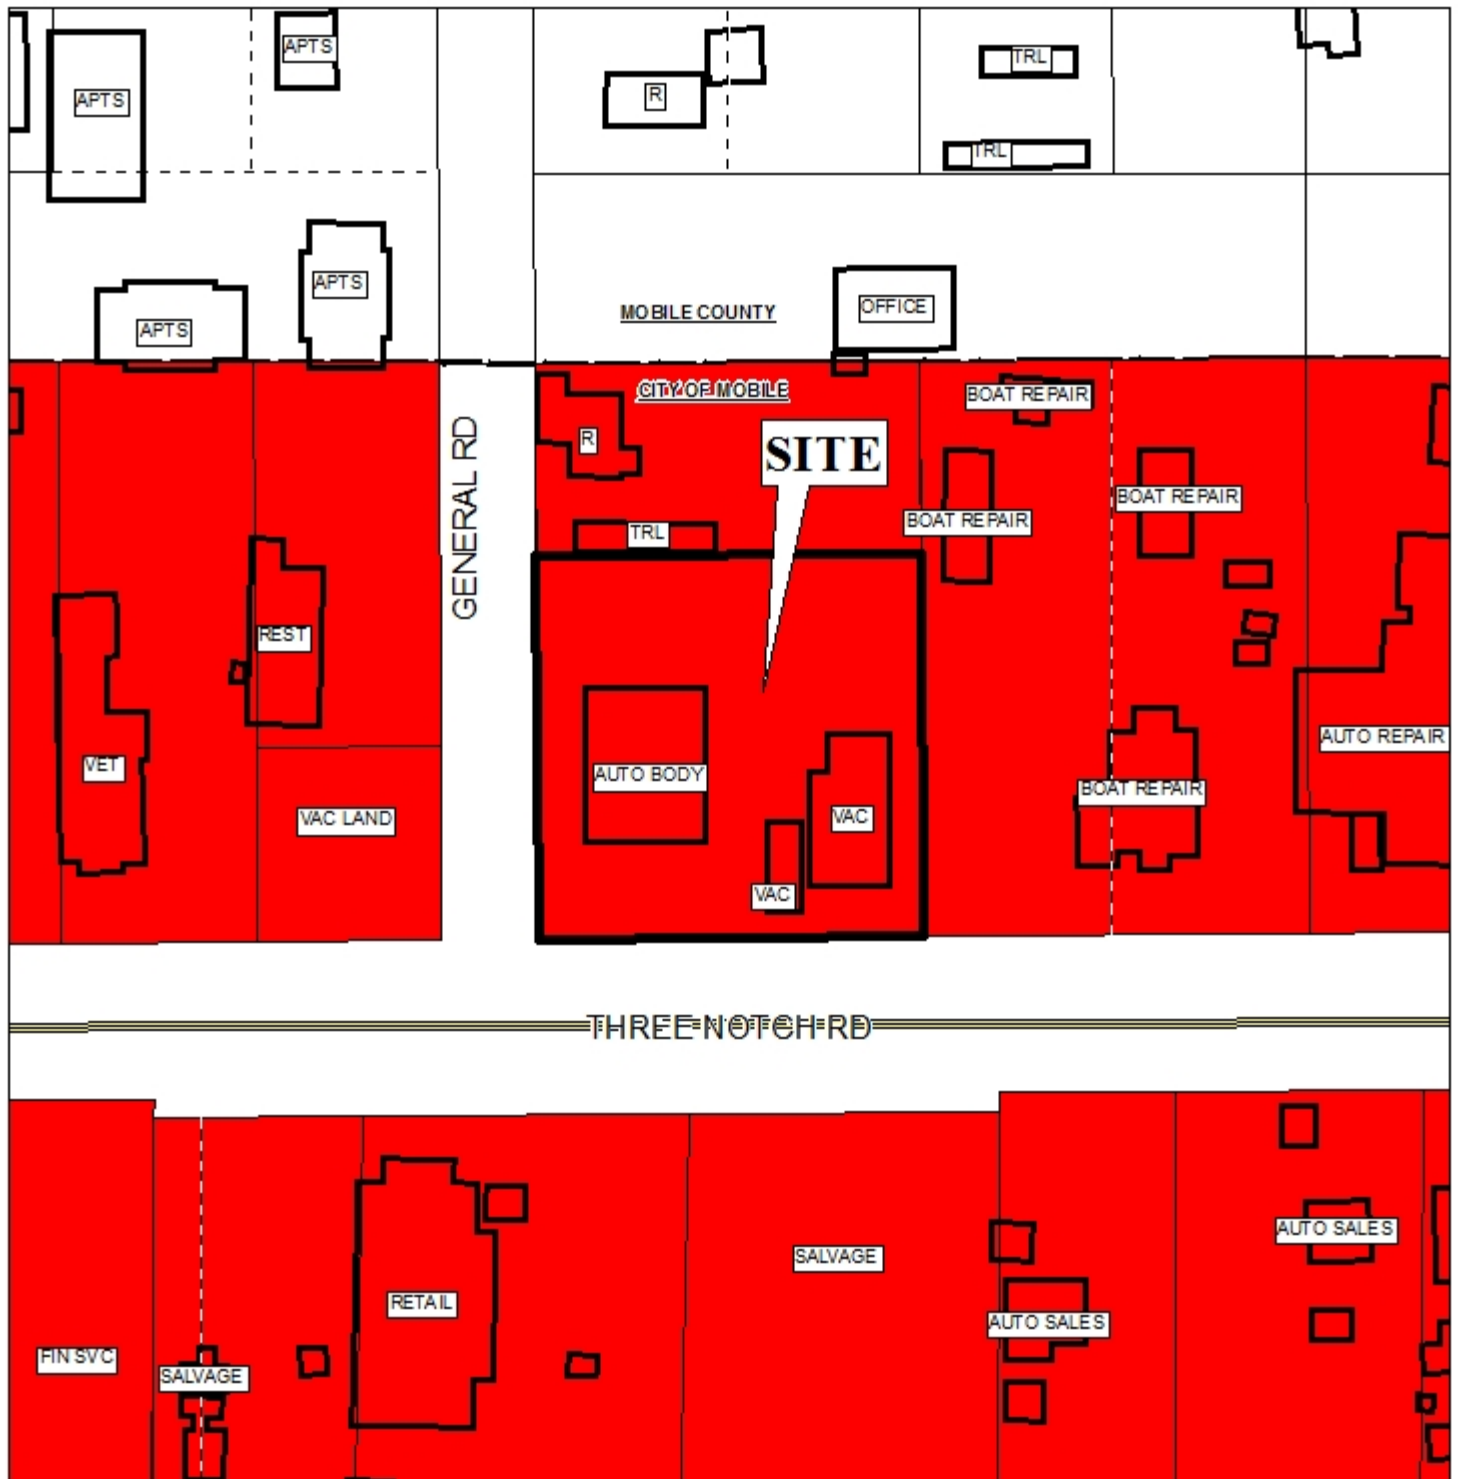 APTS
APTS
R
TRL
TRL
APTS
APTS
MOBILE COUNTY
OFFICE
CITY OF MOBILE
BOAT REPAIR
GENERAL RD
R
SITE
BOAT REPAIR
BOAT REPAIR
TRL
REST
VET
AUTO BODY
VAC
VAC
VAC LAND
BOAT REPAIR
AUTO REPAIR
THREE NOTCH RD
SALVAGE
AUTO SALES
RETAIL
AUTO SALES
FIN SVC
SALVAGE